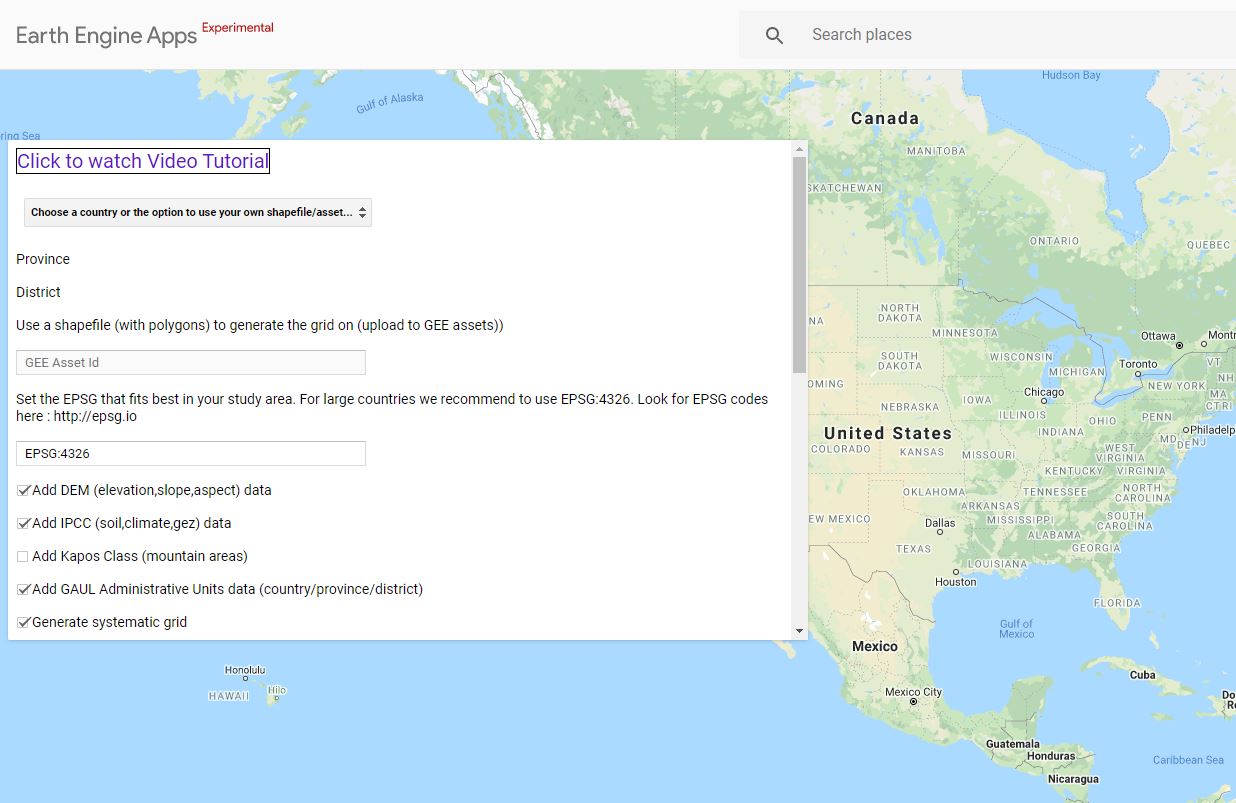 Earth Engine Apps Experimental
Search places
Click to watch Video Tutorial
Choose a country or the option to use your own shapefile/asset...
Province
District
Use a shapefile (with polygons) to generate the grid on (upload to GEE assets))
GEE Asset Id
Set the EPSG that fits best in your study area. For large countries we recommend to use EPSG:4326. Look for EPSG codes
here : http://epsg.io
EPSG:4326
Add DEM (elevation,slope,aspect) data
Add IPCC (soil,climate,gez) data
Add Kapos Class (mountain areas)
Add GAUL Administrative Units data (country/province/district)
Generate systematic grid
Hudson Bay
Gulf of Alaska
ring Sea
Canada
MANITOBA
SKATCHEWAN
ONTARIO
QUEBEC
NA
NORTH
DAKOTA
MINNESOTA
Ottawa
Montr
SOUTH
DAKOTA
WISCONSIN
MICHIGAN
Toronto
VT
NH
OMING
NEW YORK
MA
CTRI
Chicago
IOWA
NEBRASKA
ILLINOIS
INDIANA
OHIO
PENN
Philadelp
United States
COLORADO
KANSAS
MISSOURI
WEST
VIRGINIA
MD
DE
NJ
KENTUCKY
VIRGINIA
OKLAHOMA
TENNESSEE
NORTH
CAROLINA
ARKANSAS
EW MEXICO
Dallas
MISSISSIPPI
SOUTH
CAROLINA
ALABAMA
TEXAS
GEORGIA
LOUISIANA
Houston
FLORIDA
Gulf of
Mexico
Mexico
Honolulu
HAWAII
Hilo
Cuba
Mexico City
Do
Re
Guatemala
Honduras
Caribbean Sea
Nicaragua